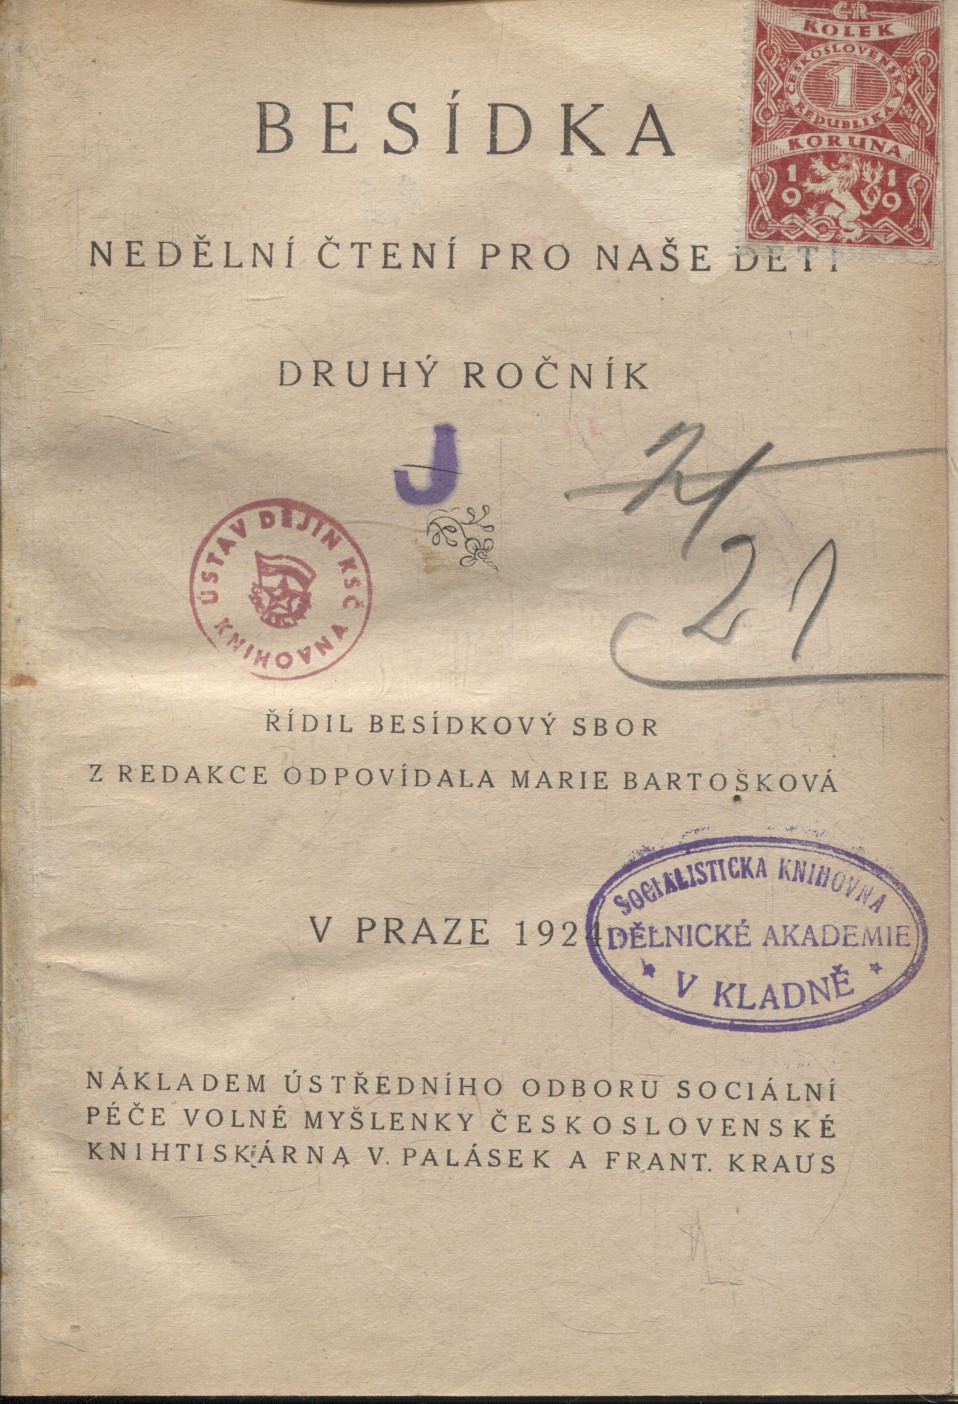 ČR
KOLEK
ČESKOSLOVENSKÁ
1
REPUBLIKA
KORUNA
19 19
BESÍDKA
NEDĚLNÍ ČTENÍ PRO NAŠE DĚTI
DRUHÝ ROČNÍK
J
ÚSTAV DĚJIN KSČ
KNIHOVNA
21
ŘÍDIL BESÍDKOVÝ SBOR
Z REDAKCE ODPOVÍDALA MARIE BARTOŠKOVÁ
SOCIALISTICKA KNIHOVNA
V PRAZE 1924
DĚLNICKÉ AKADEMIE
V KLADNĚ
NÁKLADEM ÚSTŘEDNÍHO ODBORU SOCIÁLNÍ
PÉČE VOLNÉ MYŠLENKY ČESKOSLOVENSKÉ
KNIHTISKÁRNA V. PALÁSEK A FRANT. KRAUS